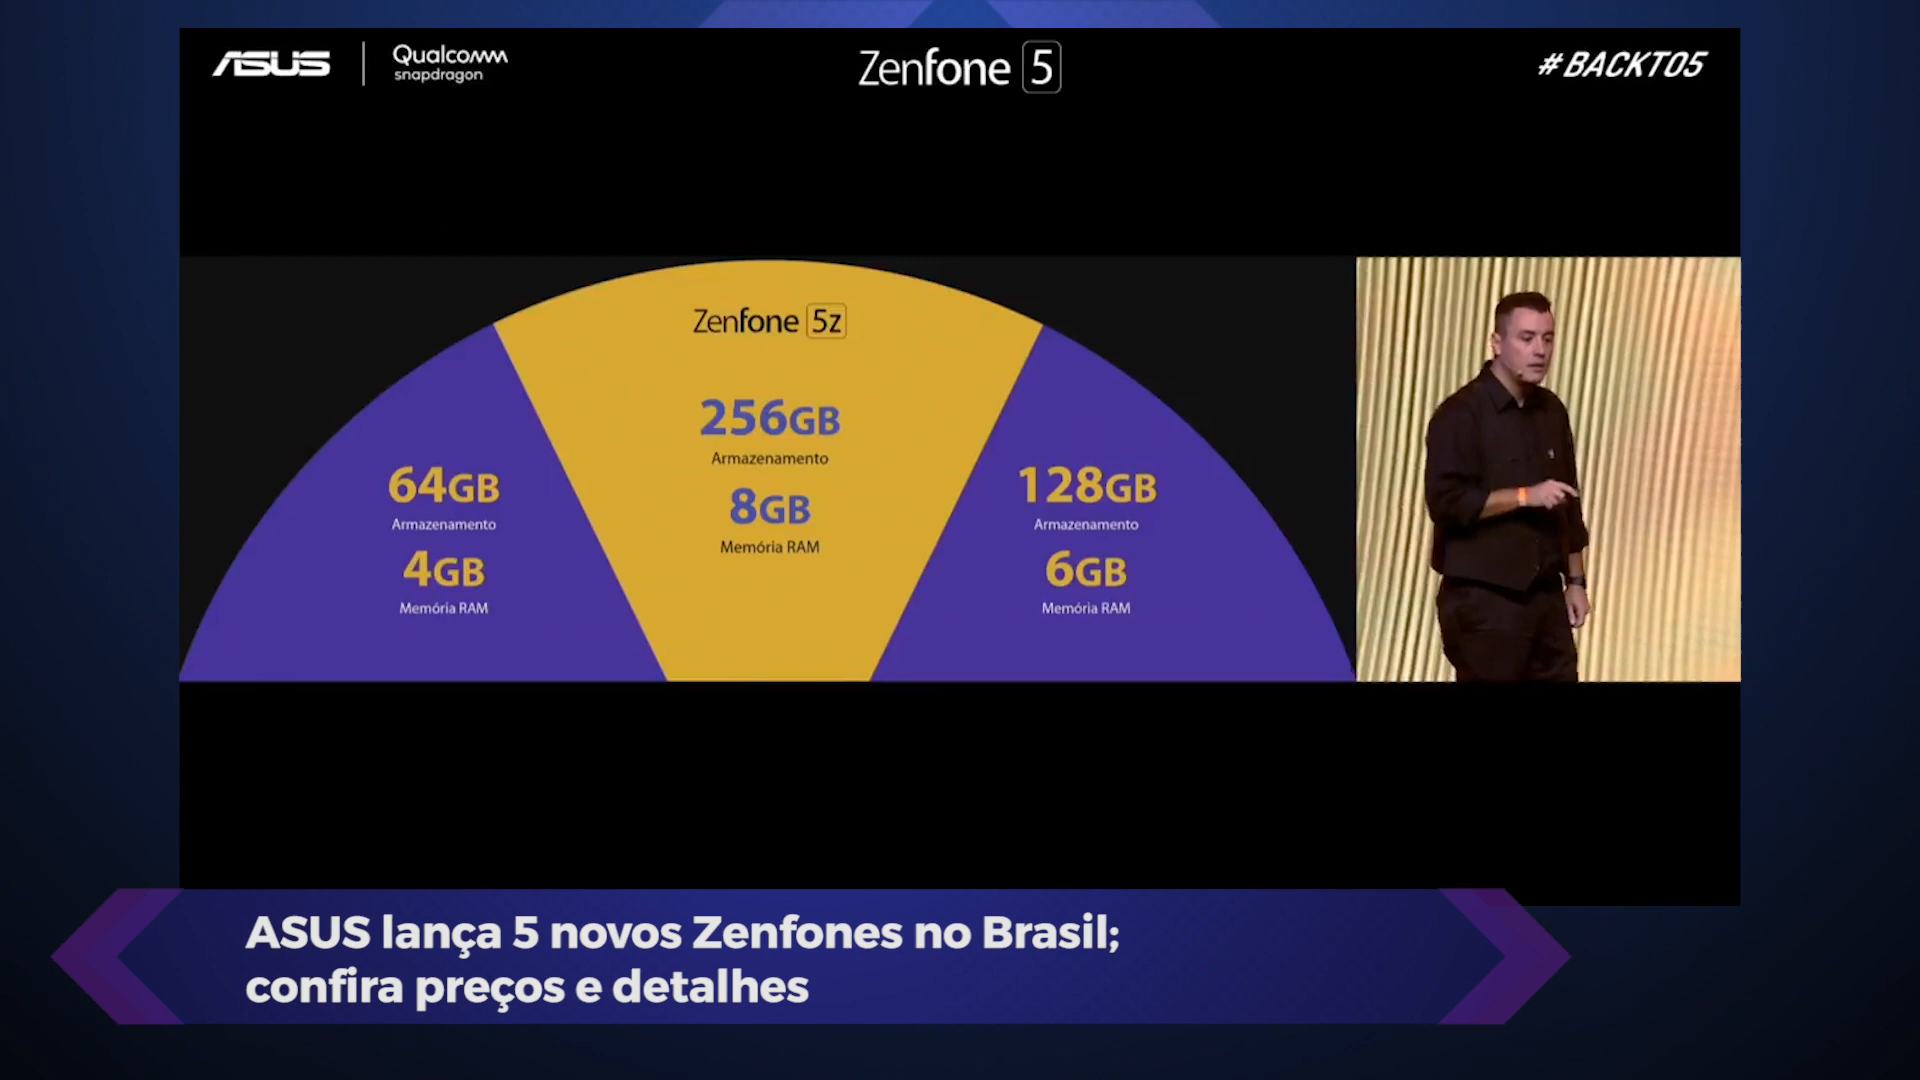 ASUS
Qualcomm
snapdragon
Zenfone 5
#BACKTO5
Zenfone 5z
256GB
Armazenamento
8GB
Memória RAM
64GB
Armazenamento
4GB
Memória RAM
128GB
Armazenamento
6GB
Memória RAM
ASUS lança 5 novos Zenfones no Brasil;
confira preços e detalhes